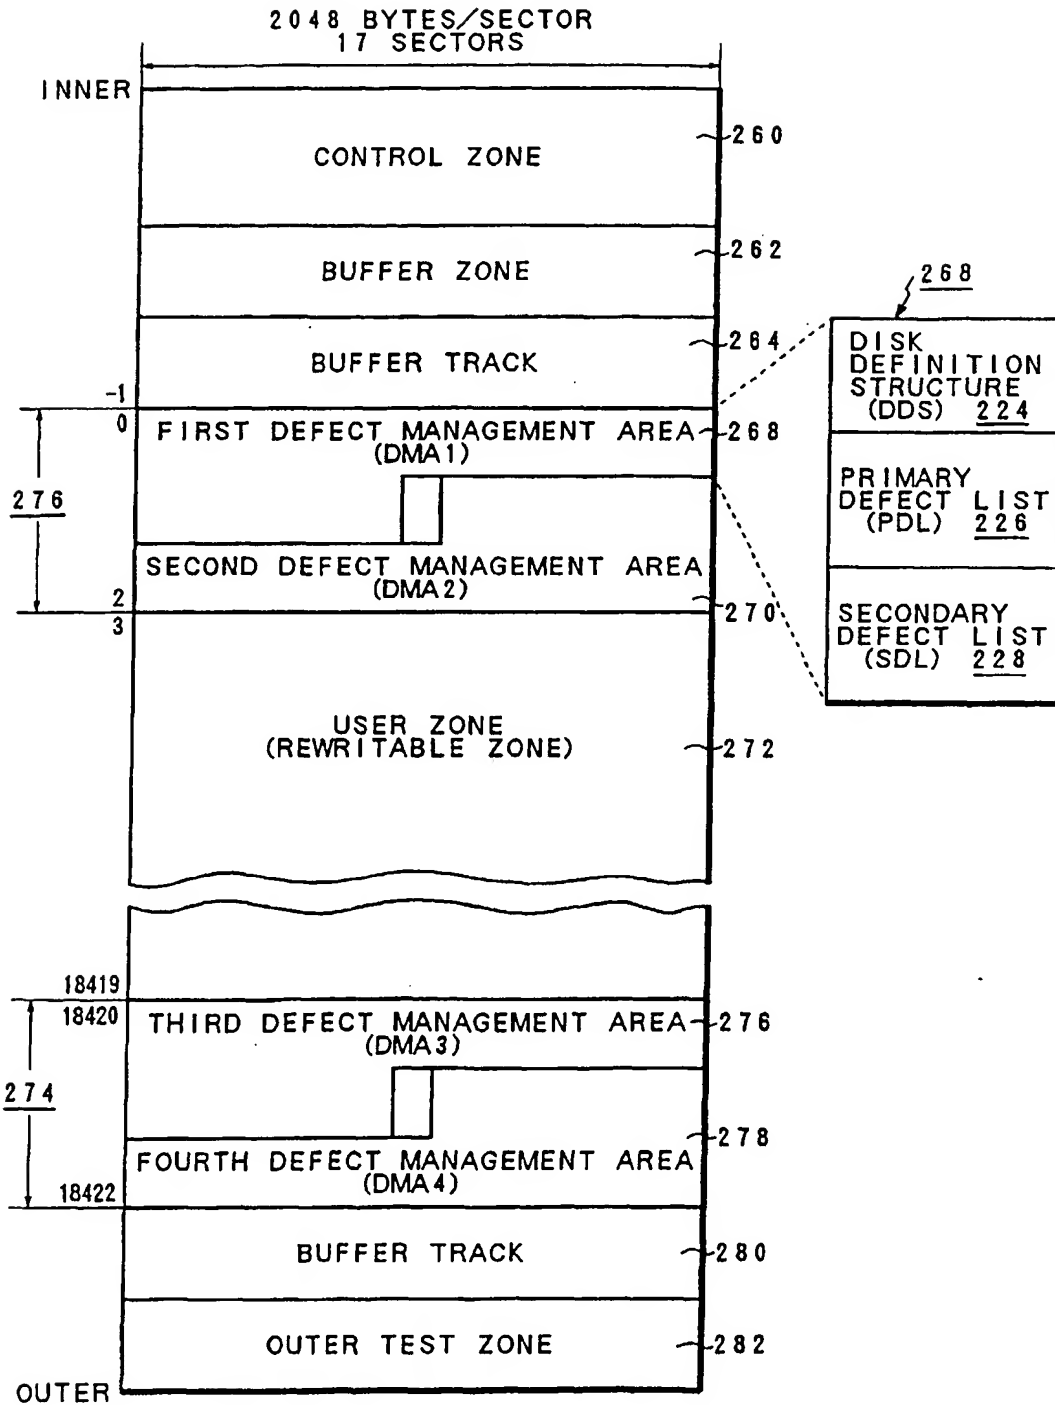 2048 BYTES/SECTOR
17 SECTORS
INNER
CONTROL ZONE
260
BUFFER ZONE
262
BUFFER TRACK
264
-1
0
FIRST DEFECT MANAGEMENT AREA
(DMA1)
268
276
SECOND DEFECT MANAGEMENT AREA
(DMA2)
270
2
3
USER ZONE
(REWRITABLE ZONE)
272
268
DISK
DEFINITION
STRUCTURE
(DDS) 224
PRIMARY
DEFECT LIST
(PDL) 226
SECONDARY
DEFECT LIST
(SDL) 228
18419
18420
THIRD DEFECT MANAGEMENT AREA
(DMA3)
276
274
278
FOURTH DEFECT MANAGEMENT AREA
(DMA4)
18422
BUFFER TRACK
280
OUTER TEST ZONE
282
OUTER